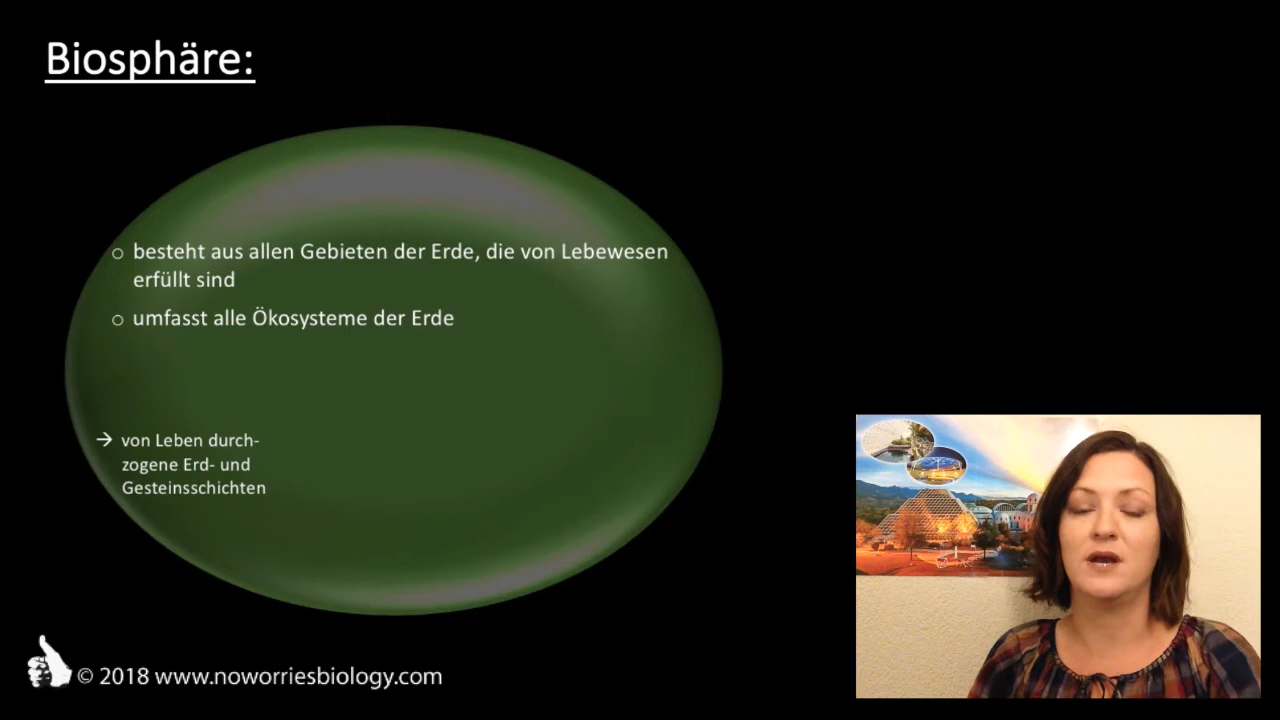 Biosphäre:
o besteht aus allen Gebieten der Erde, die von Lebewesen
erfüllt sind
o umfasst alle Ökosysteme der Erde
→ von Leben durch-
zogene Erd- und
Gesteinsschichten
© 2018 www.noworriesbiology.com